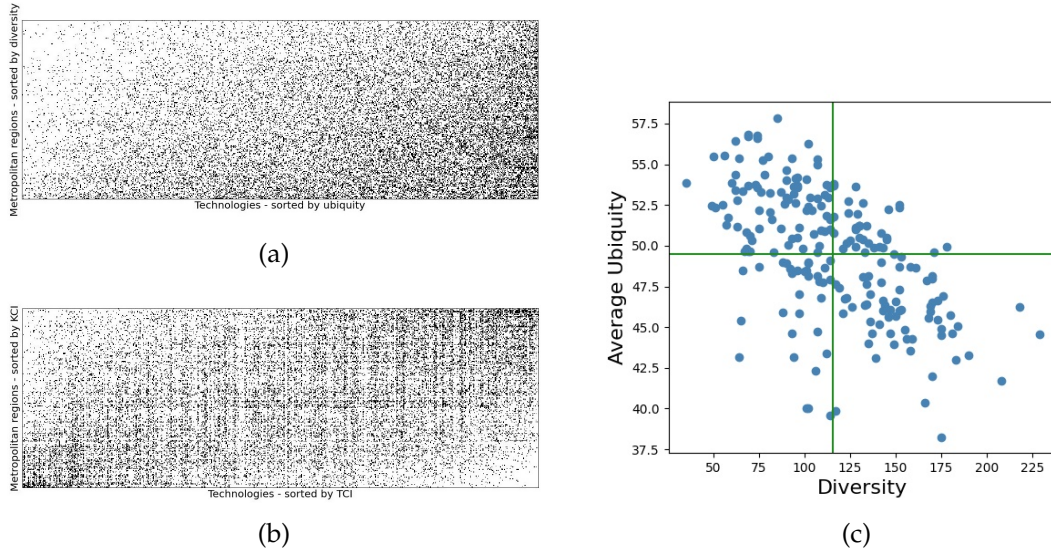 Metropolitan regions - sorted by diversity
Technologies - sorted by ubiquity
(a)
Metropolitan regions - sorted by KCI
Technologies - sorted by TCI
(b)
Average Ubiquity
57.5
55.0
52.5
50.0
47.5
45.0
42.5
40.0
37.5
50 75 100 125 150 175 200 225
Diversity
(c)